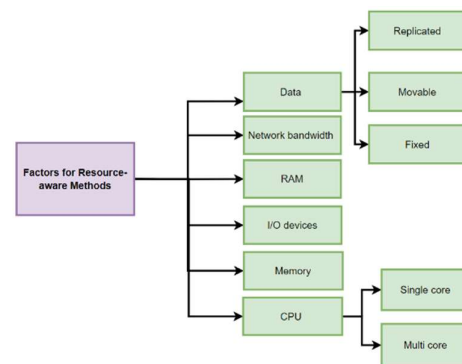 Replicated
Data
Movable
Network bandwidth
Fixed
Factors for Resource-
aware Methods
RAM
I/O devices
Memory
Single core
CPU
Multi core